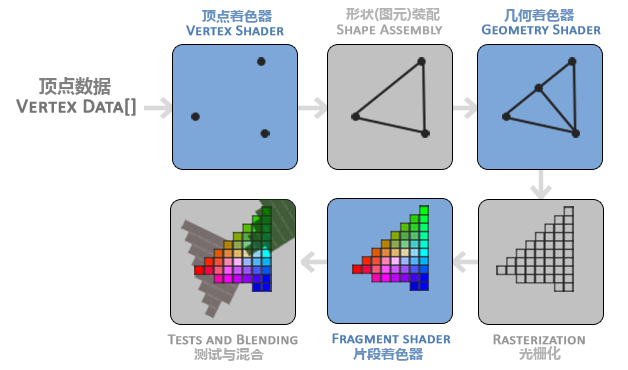 顶点着色器
VERTEX SHADER
形状(图元)装配
SHAPE ASSEMBLY
几何着色器
GEOMETRY SHADER
顶点数据
VERTEX DATA[]
TESTS AND BLENDING
测试与混合
FRAGMENT SHADER
片段着色器
RASTERIZATION
光栅化